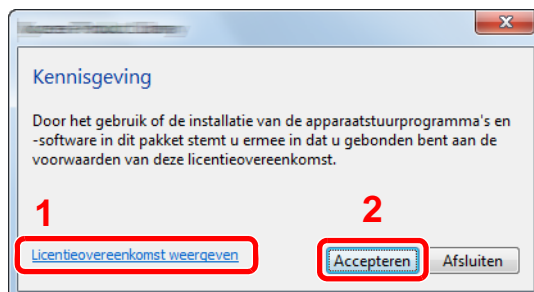 Kennisgeving
Door het gebruik of de installatie van de apparaatstuurprogramma's en
-software in dit pakket stemt u ermee in dat u gebonden bent aan de
voorwaarden van deze licentieovereenkomst.
1
2
Licentieovereenkomst weergeven
Accepteren Afsluiten